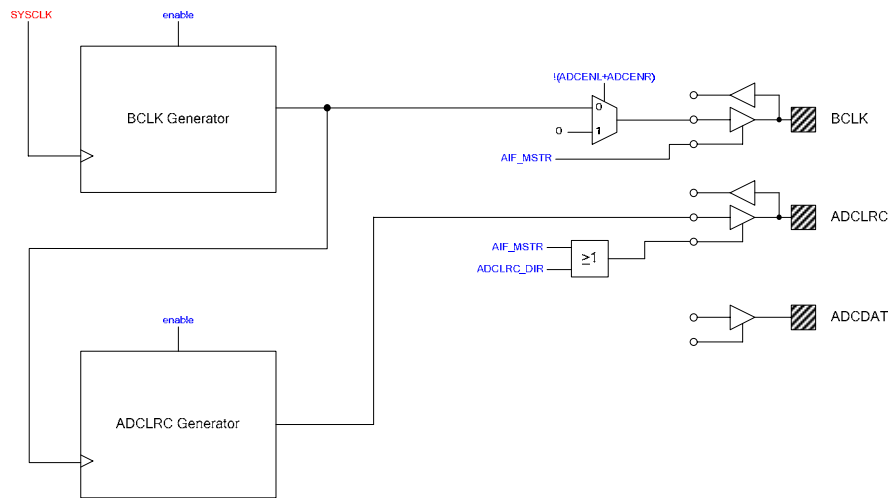 SYSCLK
enable
!(ADCENL+ADCENR)
BCLK Generator
0
0
1
BCLK
AIF_MSTR
ADCLRC
AIF_MSTR
≥1
ADCLRC_DIR
enable
ADCDAT
ADCLRC Generator